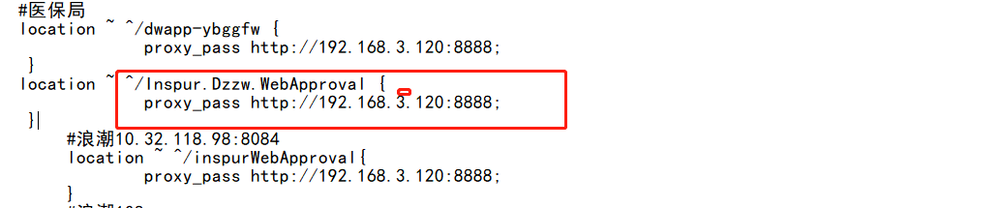 #医保局
location ~ ^/dwapp-ybggfw {
proxy_pass http://192.168.3.120:8888;
}
location ~ ^/Inspur.Dzzw.WebApproval {
proxy_pass http://192.168.3.120:8888;
}
#浪潮10.32.118.98:8084
location ~ ^/inspurWebApproval{
proxy_pass http://192.168.3.120:8888;
}